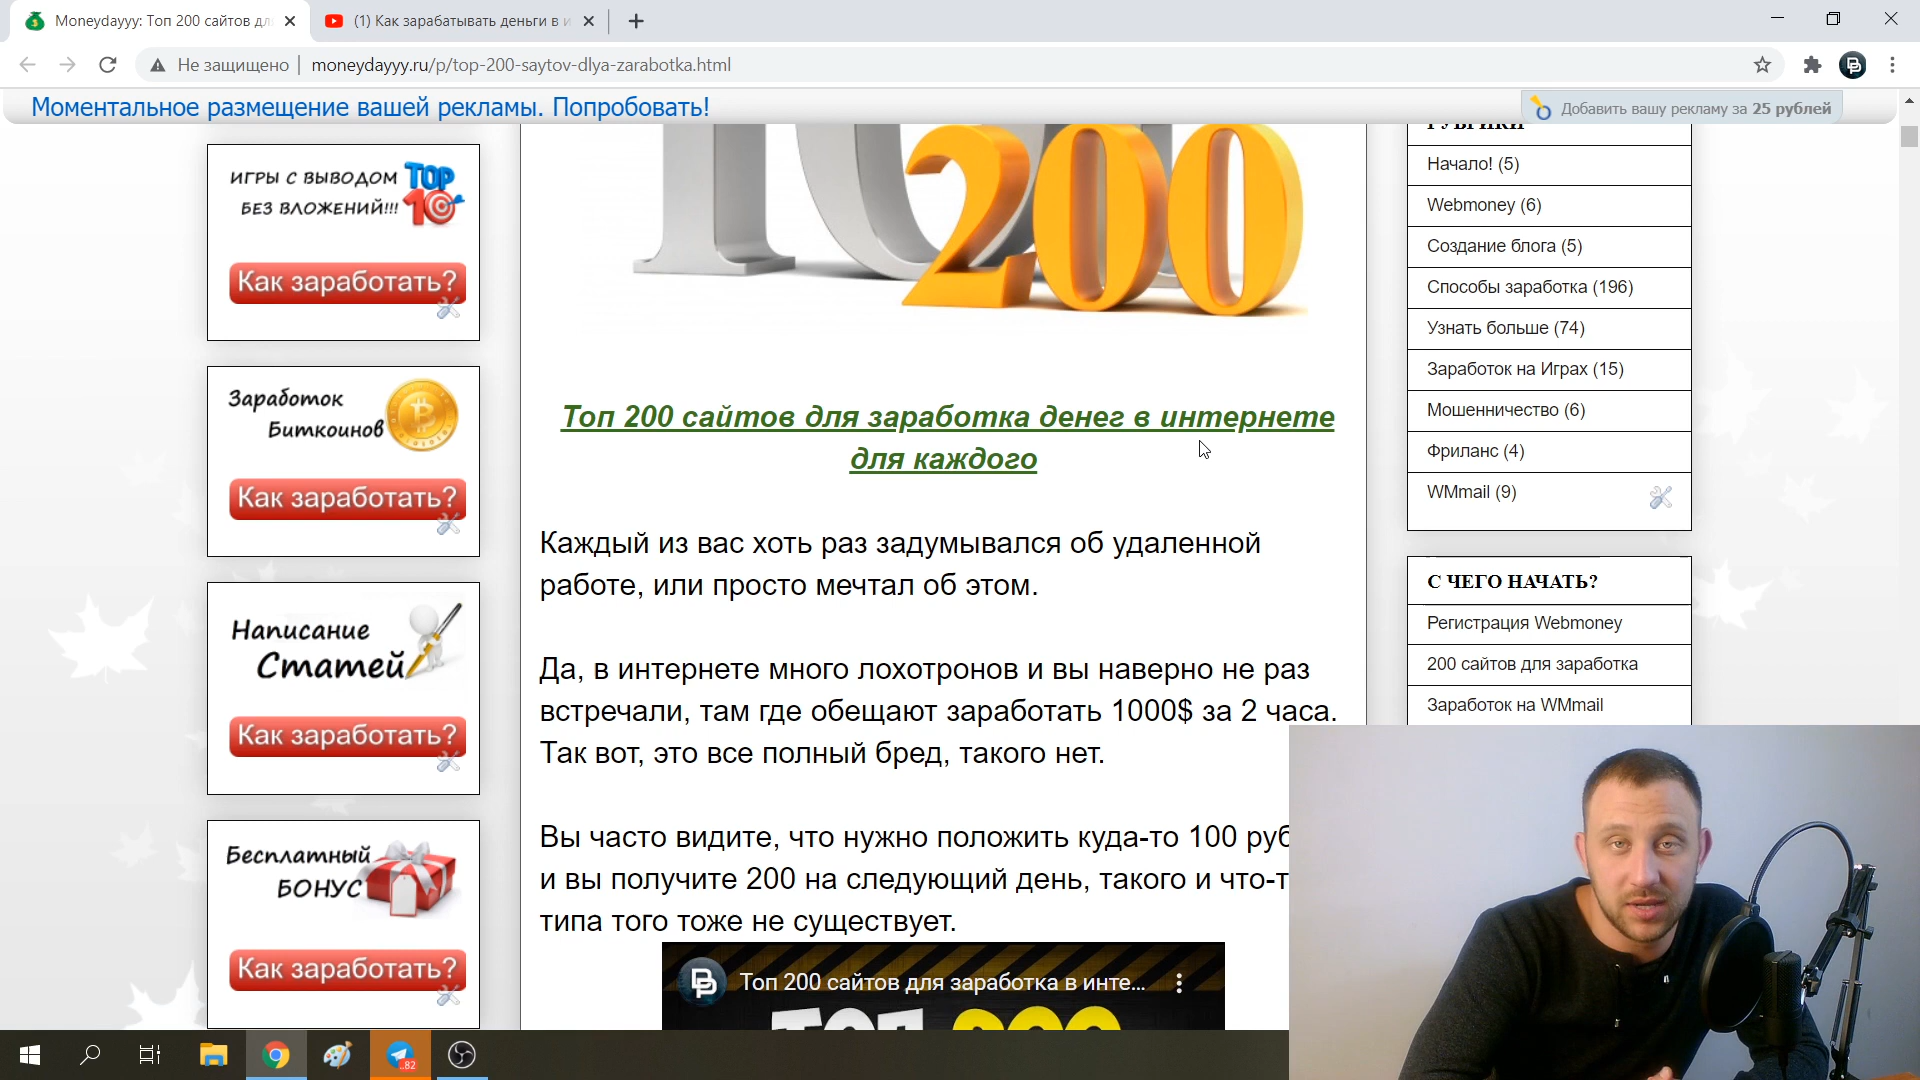 Moneydayyy: Топ 200 сайтов дл
(1) Как зарабатывать деньги в и
Не защищено
moneydayyy.ru/p/top-200-saytov-dlya-zarabotka.html
Моментальное размещение вашей рекламы. Попробовать!
Добавить вашу рекламу за 25 рублей
ИГРЫ С ВЫВОДОМ
БЕЗ ВЛОЖЕНИЙ!!!
TOP
10
Как заработать?
Заработок
Биткоинов
Как заработать?
Написание
Статей
Как заработать?
Бесплатный
БОНУС
Как заработать?
200
Топ 200 сайтов для заработка денег в интернете
для каждого
Каждый из вас хоть раз задумывался об удаленной
работе, или просто мечтал об этом.
Да, в интернете много лохотронов и вы наверно не раз
встречали, там где обещают заработать 1000$ за 2 часа.
Так вот, это все полный бред, такого нет.
Вы часто видите, что нужно положить куда-то 100 руб
и вы получите 200 на следующий день, такого и что-т
типа того тоже не существует.
Топ 200 сайтов для заработка в инте...
ТОП 200
РУБРИКИ
Начало! (5)
Webmoney (6)
Создание блога (5)
Способы заработка (196)
Узнать больше (74)
Заработок на Играх (15)
Мошенничество (6)
Фриланс (4)
WMmail (9)
С ЧЕГО НАЧАТЬ?
Регистрация Webmoney
200 сайтов для заработка
Заработок на WMmail
..82